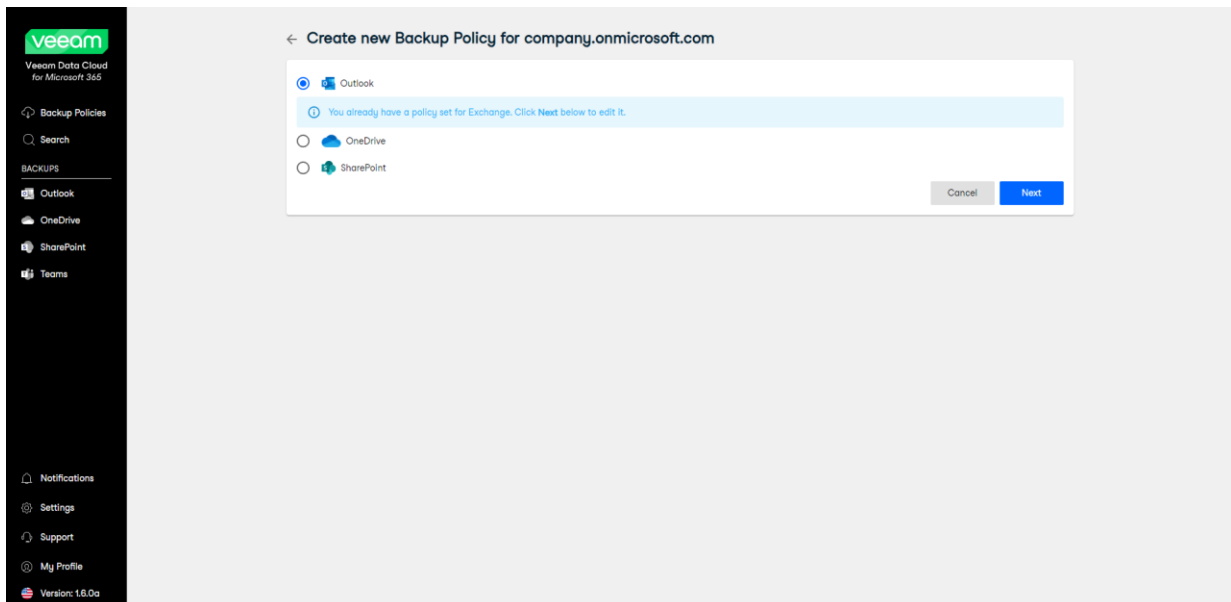 veeam
Veeam Data Cloud
for Microsoft 365
Backup Policies
Search
BACKUPS
Outlook
OneDrive
SharePoint
Teams
Notifications
Settings
Support
My Profile
Version: 1.6.0a
Create new Backup Policy for company.onmicrosoft.com
Outlook
You already have a policy set for Exchange. Click Next below to edit it.
OneDrive
SharePoint
Cancel
Next